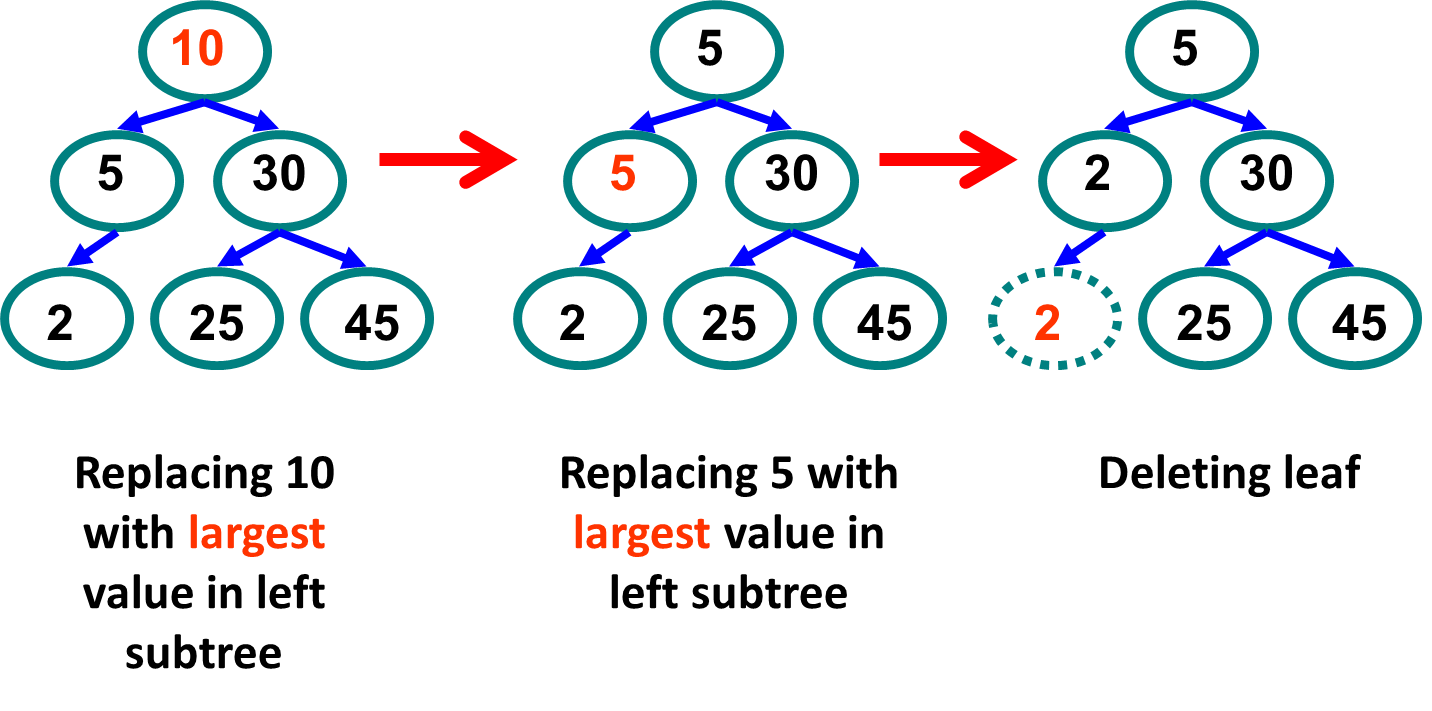 10
5
5
5
30
5
30
2
30
2
25
45
2
25
45
2
25
45
Replacing 10
with largest
value in left
subtree
Replacing 5 with
largest value in
left subtree
Deleting leaf